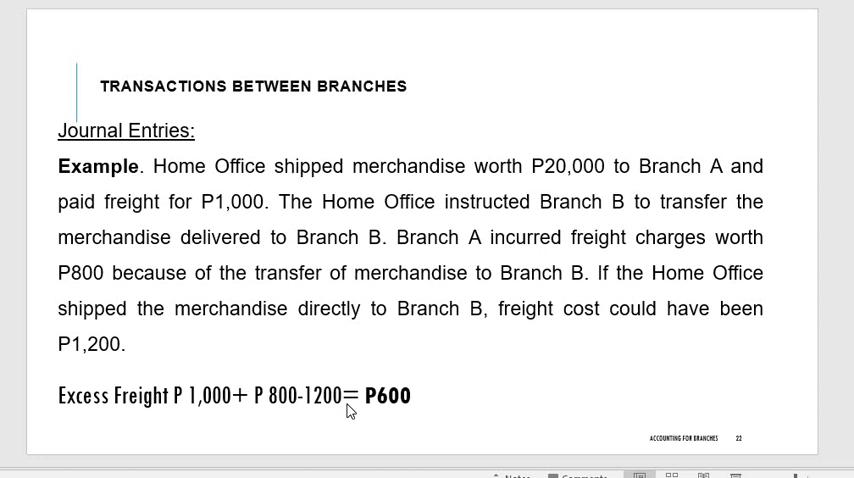 TRANSACTIONS BETWEEN BRANCHES
Journal Entries:
Example. Home Office shipped merchandise worth P20,000 to Branch A and
paid freight for P1,000. The Home Office instructed Branch B to transfer the
merchandise delivered to Branch B. Branch A incurred freight charges worth
P800 because of the transfer of merchandise to Branch B. If the Home Office
shipped the merchandise directly to Branch B, freight cost could have been
P1,200.
Excess Freight P 1,000+ P 800-1200= P600
ACCOUNTING FOR BRANCHES 22
Notes Comments